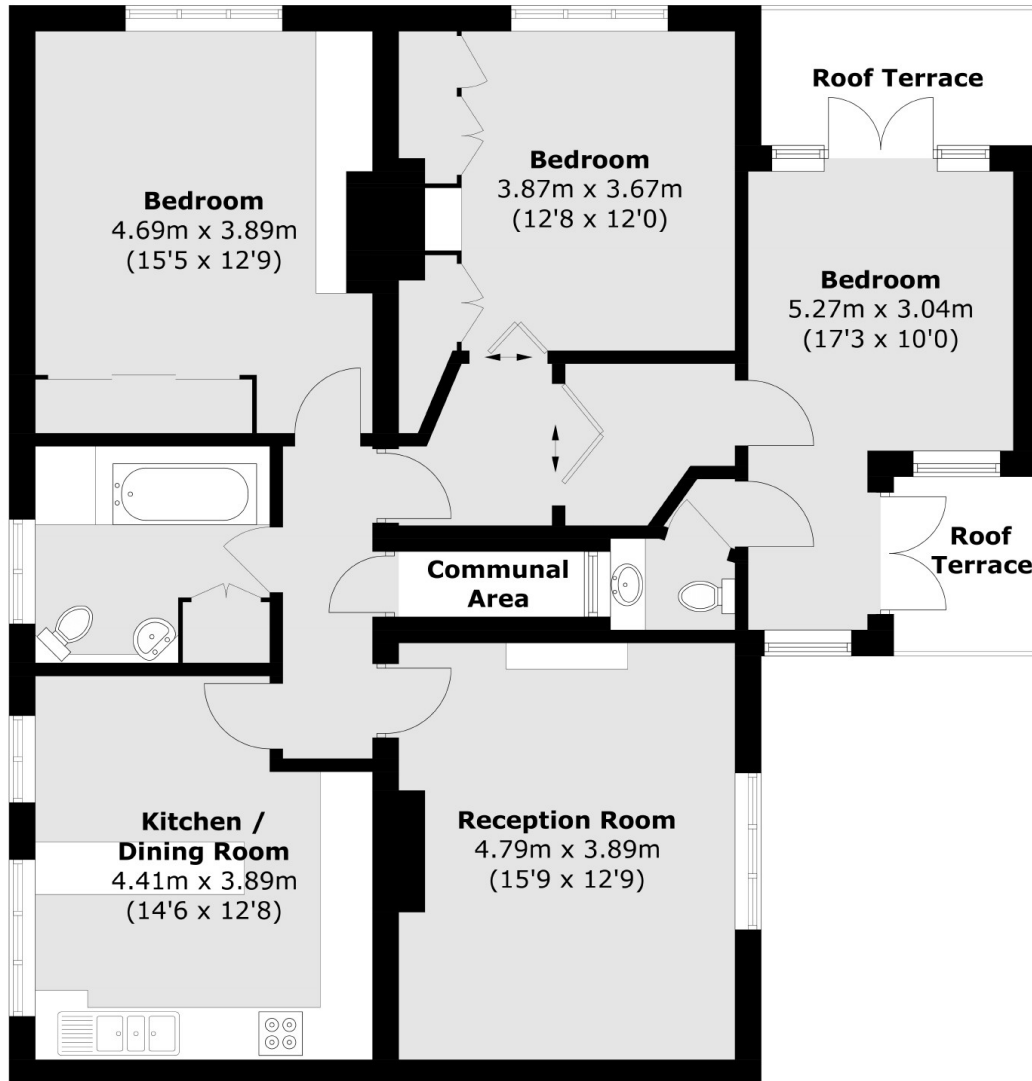 Roof Terrace
Bedroom
4.69m x 3.89m
(15'5 x 12'9)
Bedroom
3.87m x 3.67m
(12'8 x 12'0)
Bedroom
5.27m x 3.04m
(17'3 x 10'0)
Communal
Area
Roof
Terrace
Kitchen /
Dining Room
4.41m x 3.89m
(14'6 x 12'8)
Reception Room
4.79m x 3.89m
(15'9 x 12'9)